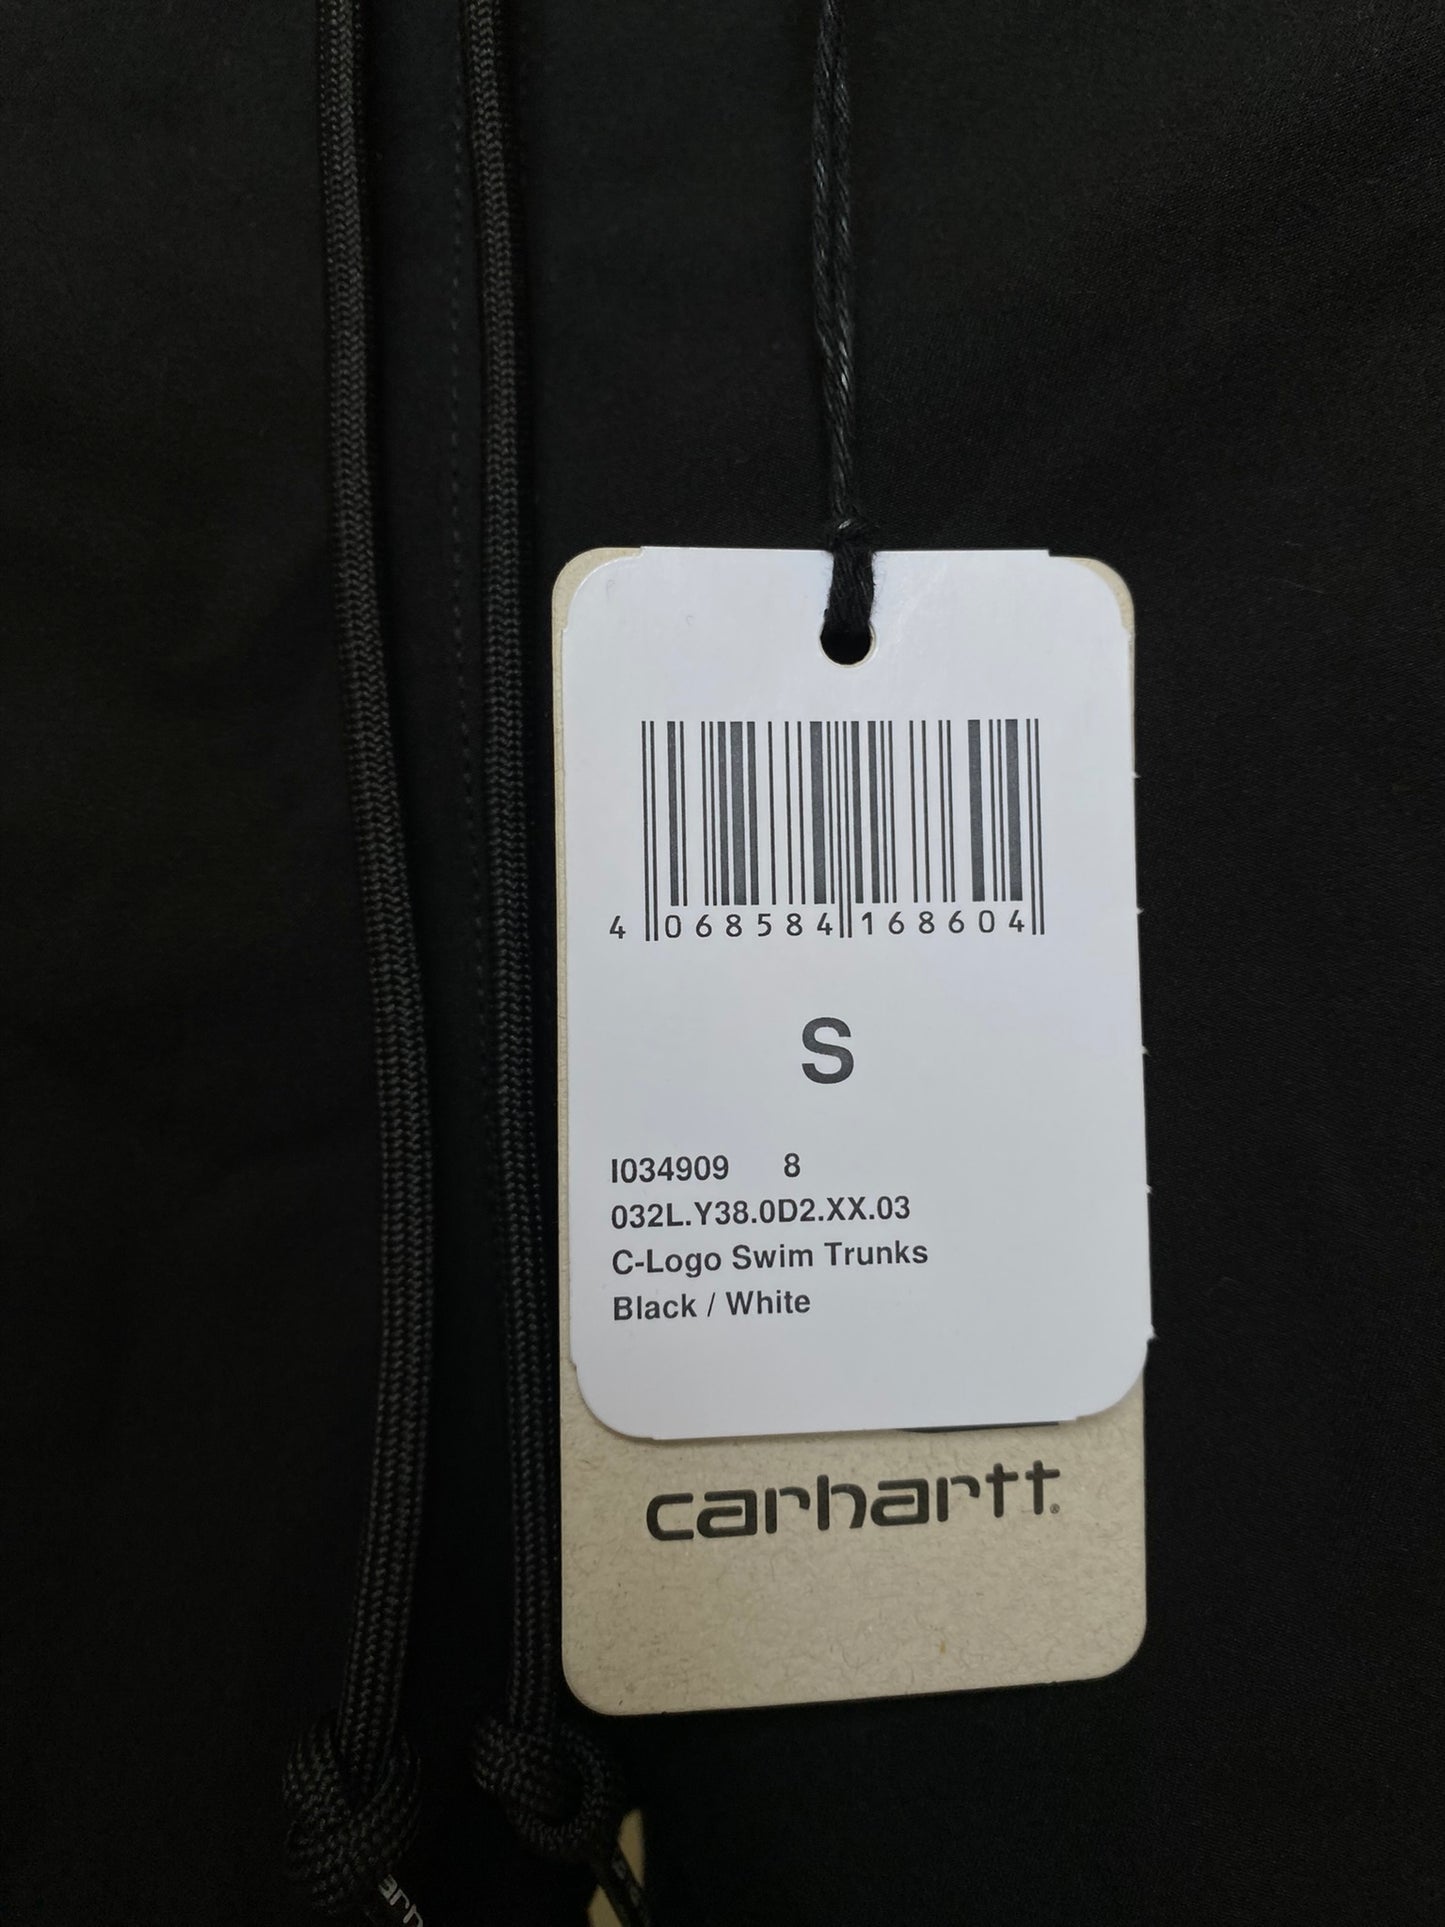 4 068584 168604
S
I034909 8
032L.Y38.0D2.XX.03
C-Logo Swim Trunks
Black / White
carhartt®